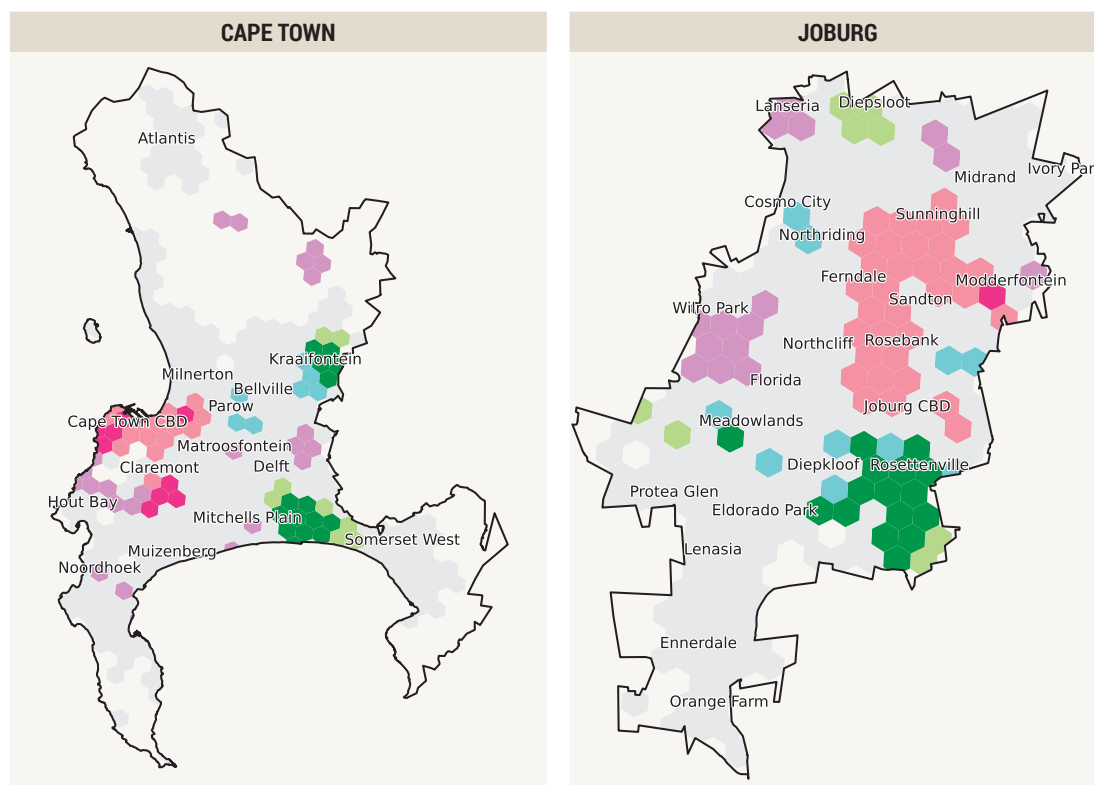 CAPE TOWN
Atlantis
Kraaifontein
Milnerton
Bellville
Parow
Cape Town CBD
Matroosfontein
Claremont
Delft
Hout Bay
Mitchells Plain
Somerset West
Muizenberg
Noordhoek
JOBURG
Lanseria
Diepsloot
Ivory Par
Midrand
Cosmo City
Sunninghill
Northriding
Ferndale
Modderfontein
Sandton
Wilro Park
Northcliff
Rosebank
Florida
Joburg CBD
Meadowlands
Diepkloof
Rosettenville
Protea Glen
Eldorado Park
Lenasia
Ennerdale
Orange Farm